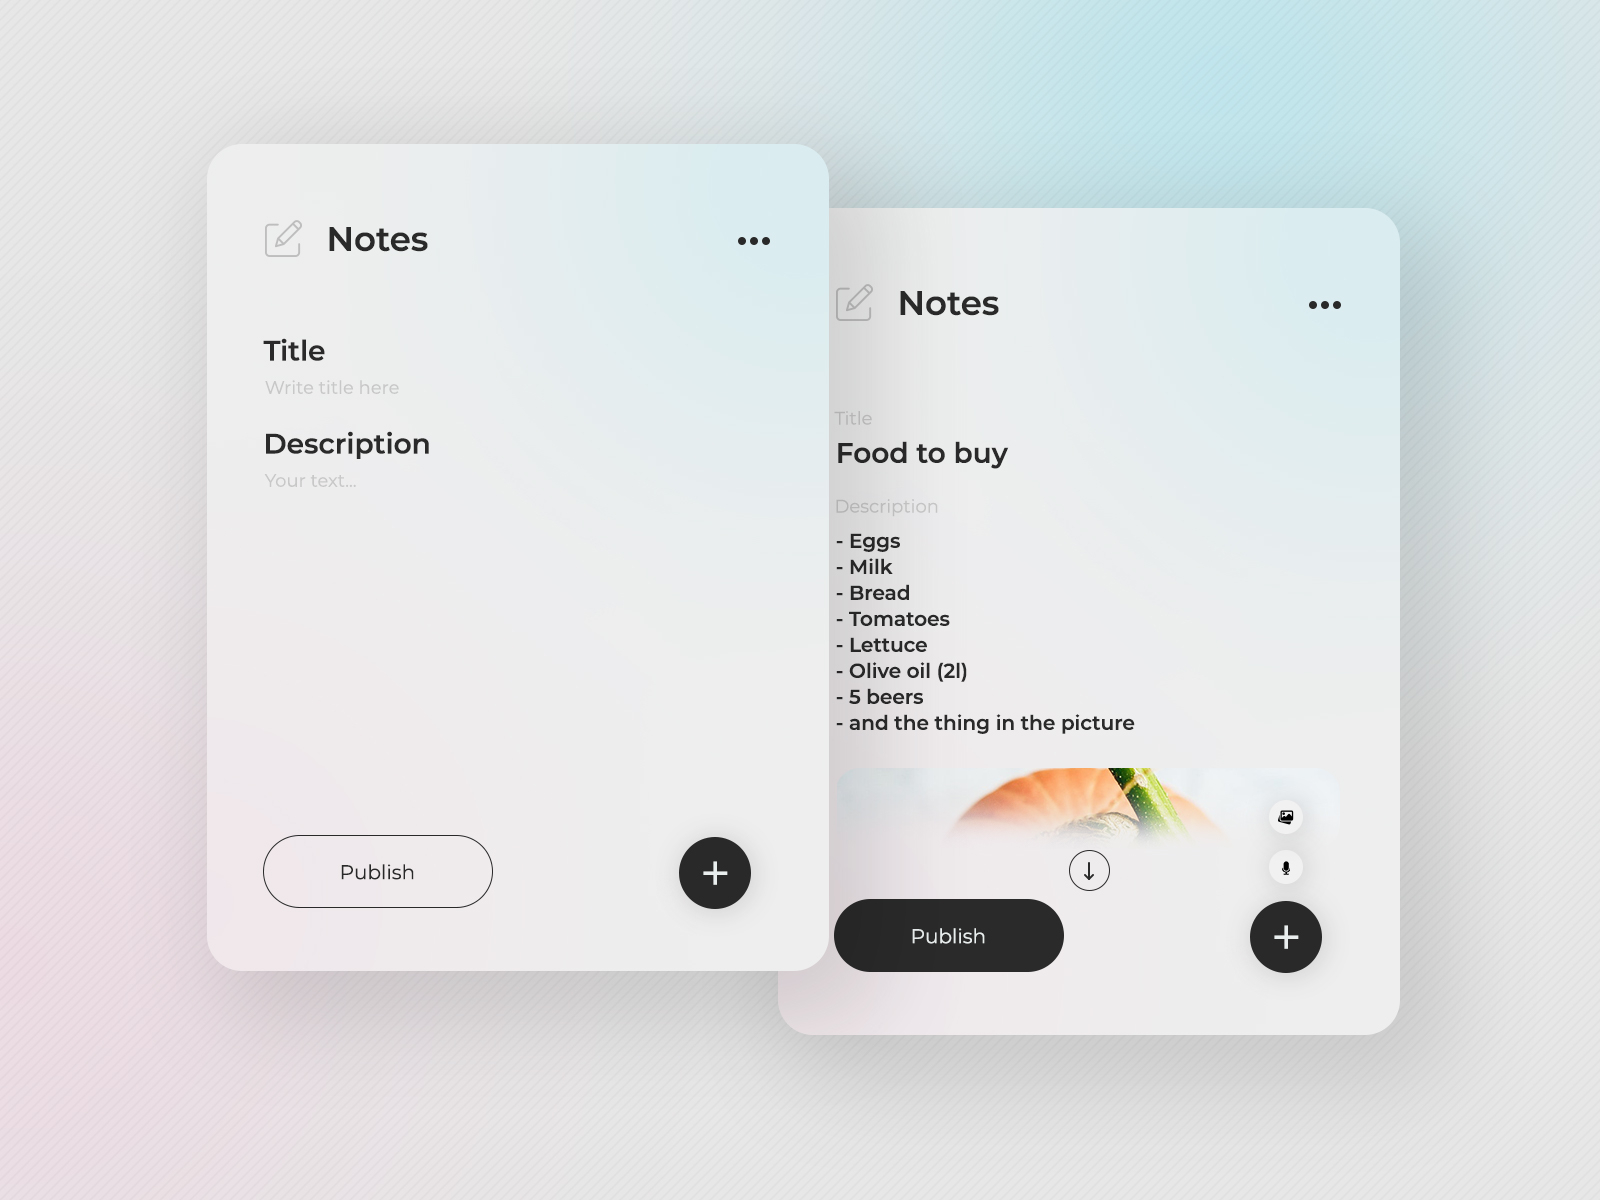 Notes
Title
Write title here
Description
Your text...
Publish
Notes
Title
Food to buy
Description
- Eggs
- Milk
- Bread
- Tomatoes
- Lettuce
- Olive oil (2l)
- 5 beers
- and the thing in the picture
Publish